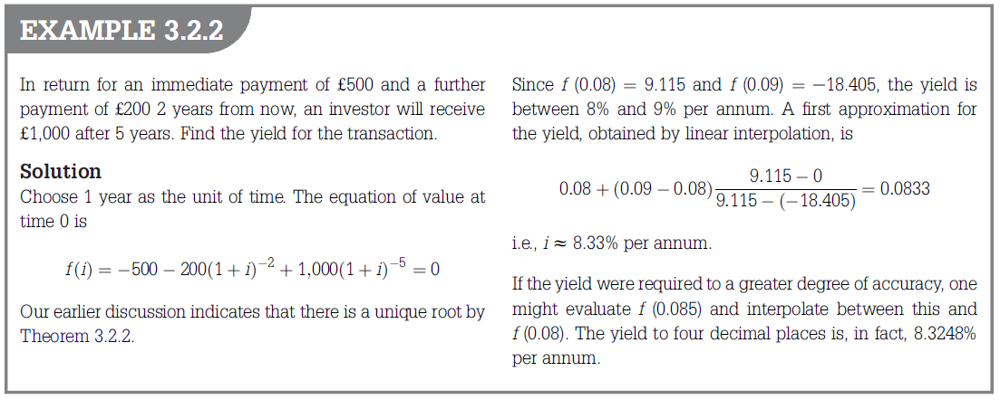 EXAMPLE 3.2.2
In return for an immediate payment of £500 and a further
payment of £200 2 years from now, an investor will receive
£1,000 after 5 years. Find the yield for the transaction.
Solution
Choose 1 year as the unit of time. The equation of value at
time 0 is
f(i) = −500 − 200(1 + i)⁻² + 1,000(1 + i)⁻⁵ = 0
Our earlier discussion indicates that there is a unique root by
Theorem 3.2.2.
Since f (0.08) = 9.115 and f (0.09) = −18.405, the yield is
between 8% and 9% per annum. A first approximation for
the yield, obtained by linear interpolation, is
0.08 + (0.09 − 0.08) (9.115 − 0) / (9.115 − (−18.405)) = 0.0833
i.e., i ≈ 8.33% per annum.
If the yield were required to a greater degree of accuracy, one
might evaluate f (0.085) and interpolate between this and
f (0.08). The yield to four decimal places is, in fact, 8.3248%
per annum.